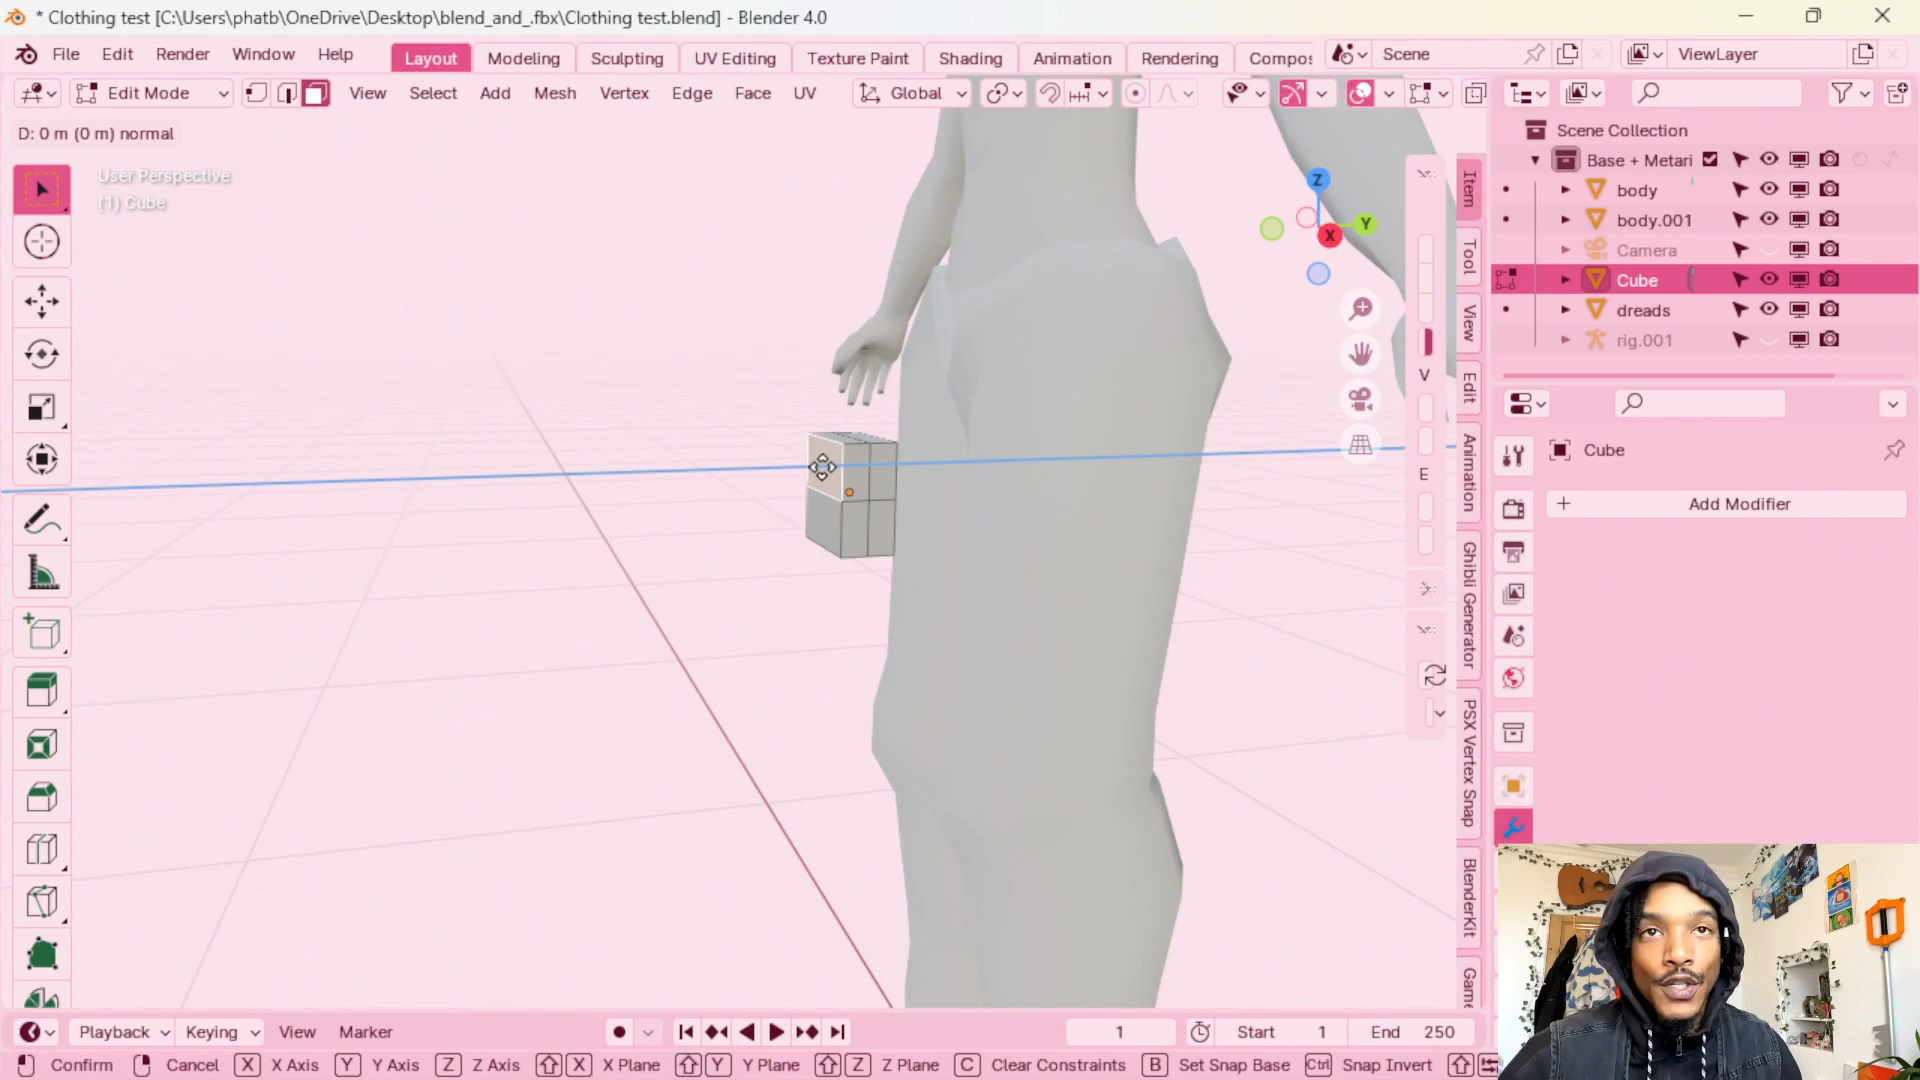 * Clothing test [C:\Users\phatb\OneDrive\Desktop\blend_and_.fbx\Clothing test.blend] - Blender 4.0
File Edit Render Window Help Layout Modeling Sculpting UV Editing Texture Paint Shading Animation Rendering Compos Scene ViewLayer
Edit Mode View Select Add Mesh Vertex Edge Face UV Global
D: 0 m (0 m) normal
User Perspective
(1) Cube
Z
Y
X
Item
Tool
View
Edit
Animation
Ghibli Generator
PSX Vertex Snap
BlenderKit
Game
V
E
Scene Collection
Base + Metari
body
body.001
Camera
Cube
dreads
rig.001
Cube
+ Add Modifier
Playback Keying View Marker 1 Start 1 End 250
Confirm Cancel X X Axis Y Y Axis Z Z Axis X X Plane Y Y Plane Z Z Plane C Clear Constraints B Set Snap Base Ctrl Snap Invert